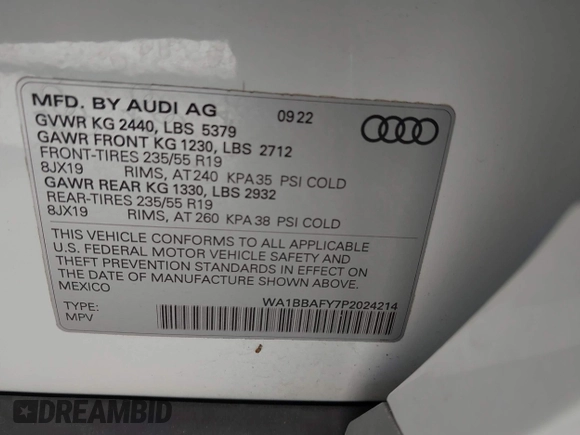 MFD. BY AUDI AG 09 22
GVWR KG 2440, LBS 5379
GAWR FRONT KG 1230, LBS 2712
FRONT-TIRES 235/55 R19
8JX19 RIMS, AT 240 KPA 35 PSI COLD
GAWR REAR KG 1330, LBS 2932
REAR-TIRES 235/55 R19
8JX19 RIMS, AT 260 KPA 38 PSI COLD
THIS VEHICLE CONFORMS TO ALL APPLICABLE
U.S. FEDERAL MOTOR VEHICLE SAFETY AND
THEFT PREVENTION STANDARDS IN EFFECT ON
THE DATE OF MANUFACTURE SHOWN ABOVE.
MEXICO
TYPE: WA1BBAFY7P2024214
MPV
DREAMBID